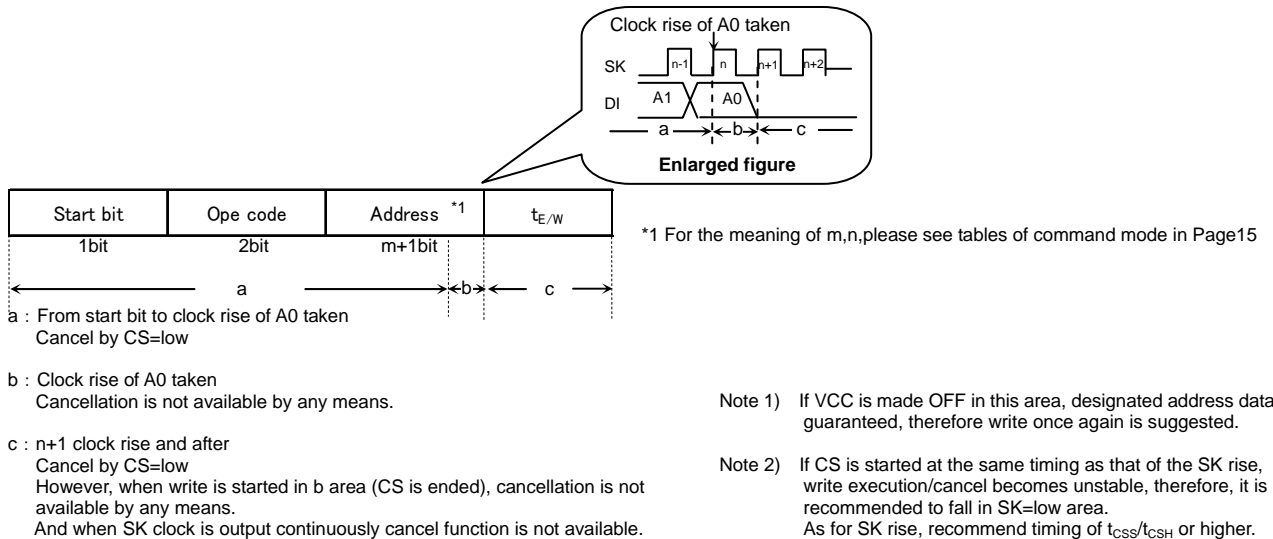 Clock rise of A0 taken
SK
n-1
n
n+1
n+2
DI
A1
A0
a
b
c
Enlarged figure
Start bit
Ope code
Address *1
tE/W
1bit
2bit
m+1bit
*1 For the meaning of m,n,please see tables of command mode in Page15
a
b
c
a : From start bit to clock rise of A0 taken
Cancel by CS=low
b : Clock rise of A0 taken
Cancellation is not available by any means.
c : n+1 clock rise and after
Cancel by CS=low
However, when write is started in b area (CS is ended), cancellation is not
available by any means.
And when SK clock is output continuously cancel function is not available.
Note 1) If VCC is made OFF in this area, designated address data
guaranteed, therefore write once again is suggested.
Note 2) If CS is started at the same timing as that of the SK rise,
write execution/cancel becomes unstable, therefore, it is
recommended to fall in SK=low area.
As for SK rise, recommend timing of tCSS/tCSH or higher.